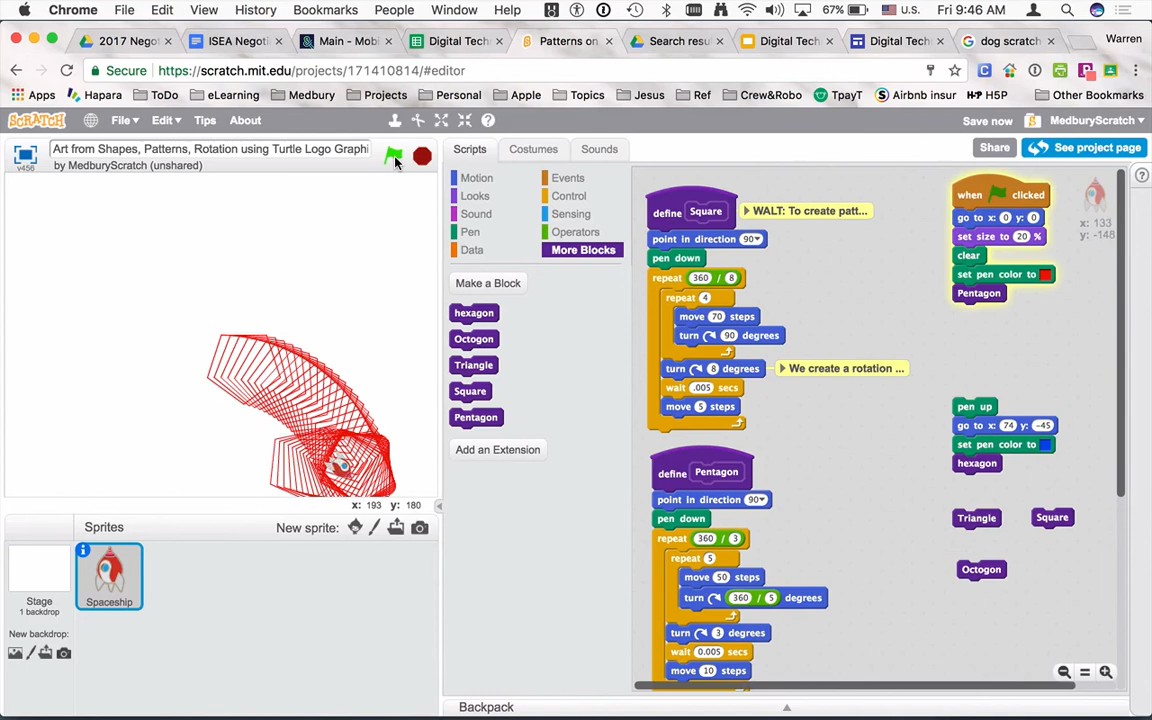 Chrome File Edit View History Bookmarks People Window Help 67% U.S. Fri 9:46 AM
2017 Negot × ISEA Negoti × Main - Mobi × Digital Tech × Patterns on × Search resu × Digital Tech × Digital Tech × dog scratch × Warren
Secure https://scratch.mit.edu/projects/171410814/#editor
Apps Hapara ToDo eLearning Medbury Projects Personal Apple Topics Jesus Ref Crew&Robo TpayT Airbnb insur H5P Other Bookmarks
SCRATCH File Edit Tips About Save now MedburyScratch
Art from Shapes, Patterns, Rotation using Turtle Logo Graphi
by MedburyScratch (unshared)
v456
Scripts Costumes Sounds
Share See project page
Motion Events
Looks Control
Sound Sensing
Pen Operators
Data More Blocks
Make a Block
hexagon
Octogon
Triangle
Square
Pentagon
Add an Extension
define Square
WALT: To create patt...
point in direction 90
pen down
repeat 360 / 8
repeat 4
move 70 steps
turn 90 degrees
turn 8 degrees
We create a rotation ...
wait .005 secs
move 5 steps
define Pentagon
point in direction 90
pen down
repeat 360 / 3
repeat 5
move 50 steps
turn 360 / 5 degrees
turn 3 degrees
wait 0.005 secs
move 10 steps
when clicked
go to x: 0 y: 0
set size to 20 %
clear
set pen color to
Pentagon
pen up
go to x: 74 y: -45
set pen color to
hexagon
Triangle Square
Octogon
x: 133
y: -148
x: 193 y: 180
Sprites New sprite:
Stage
1 backdrop
New backdrop:
Spaceship
Backpack